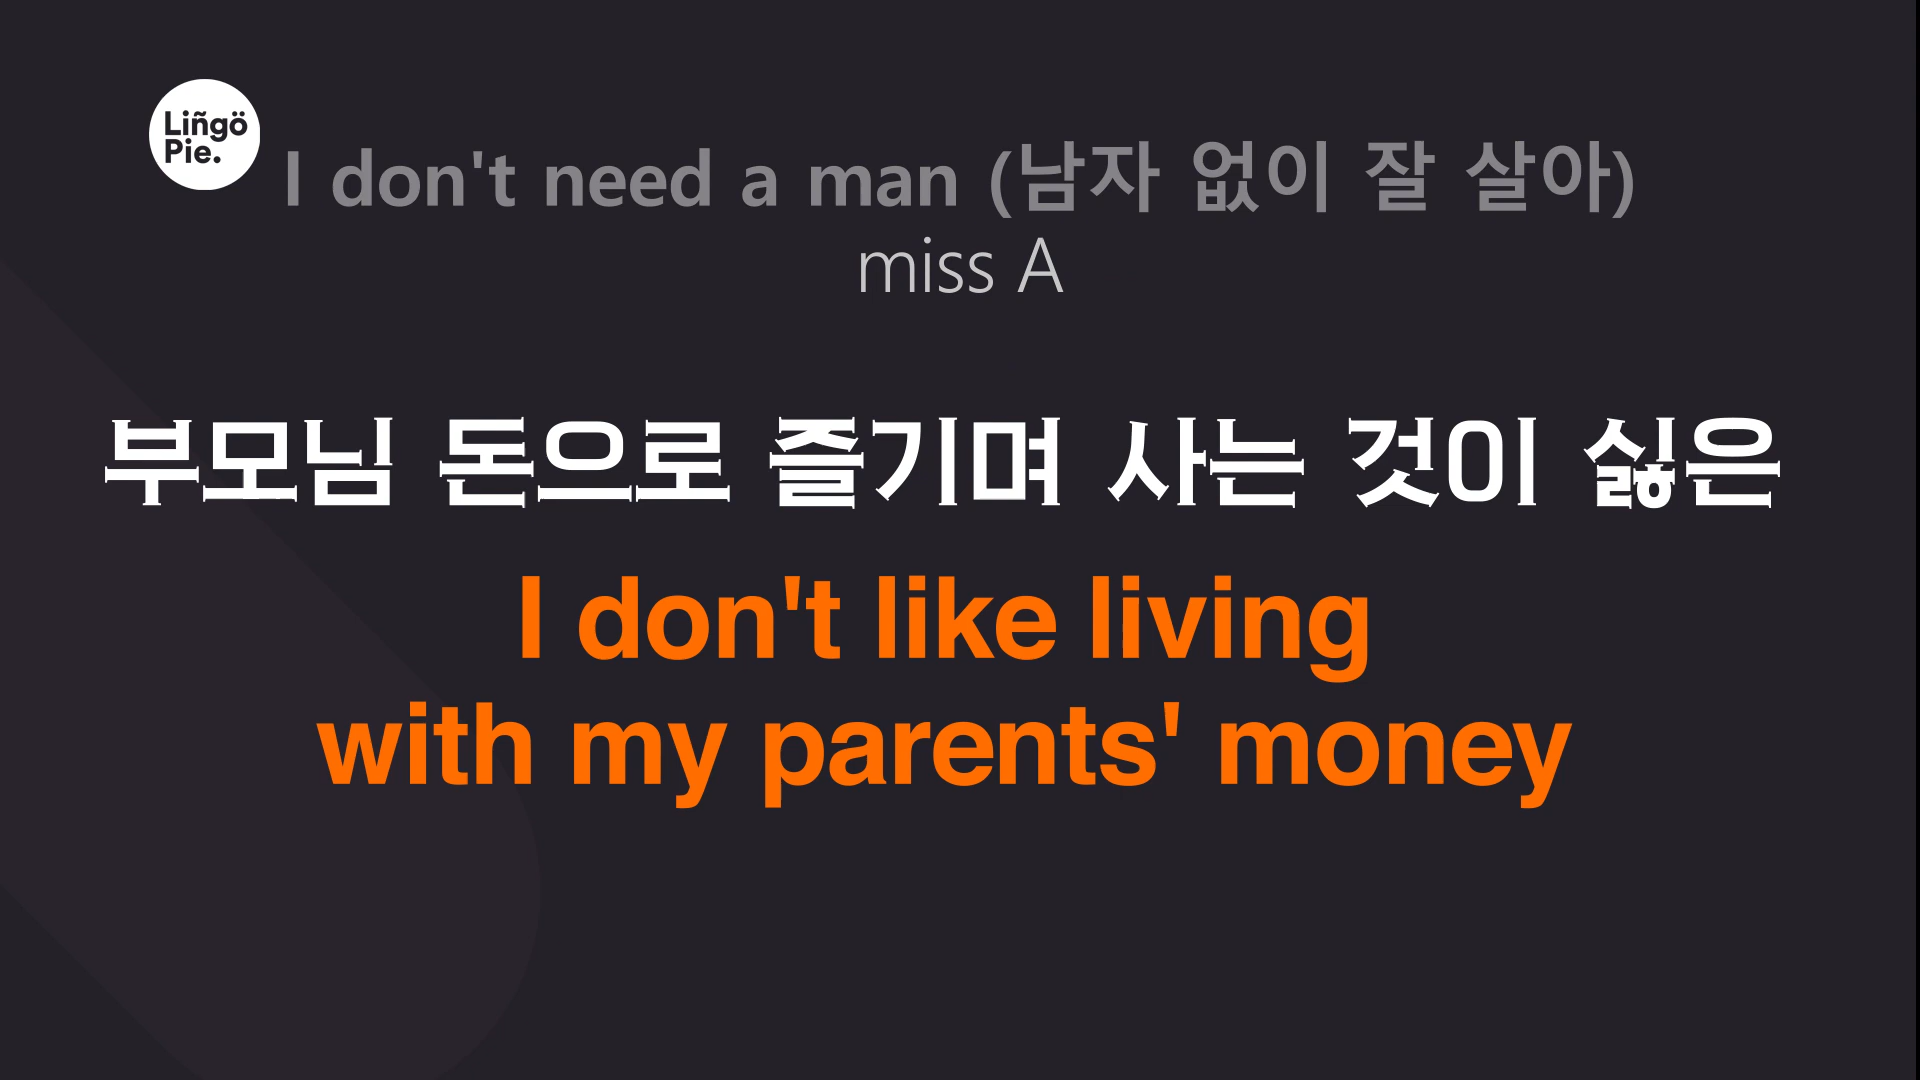 Liñgö
Pie.
I don't need a man (남자 없이 잘 살아)
miss A
부모님 돈으로 즐기며 사는 것이 싫은
I don't like living
with my parents' money